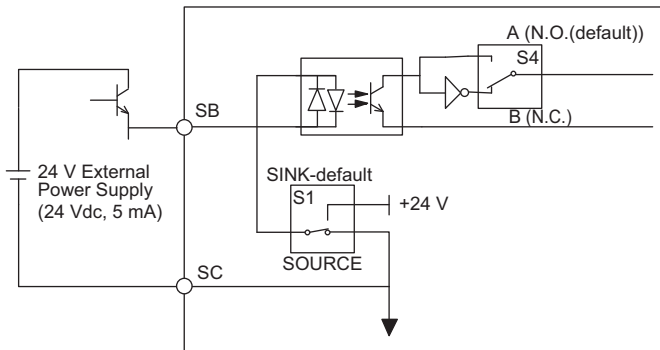 A (N.O.(default))
S4
SB
B (N.C.)
24 V External
Power Supply
(24 Vdc, 5 mA)
SINK-default
S1
+24 V
SOURCE
SC